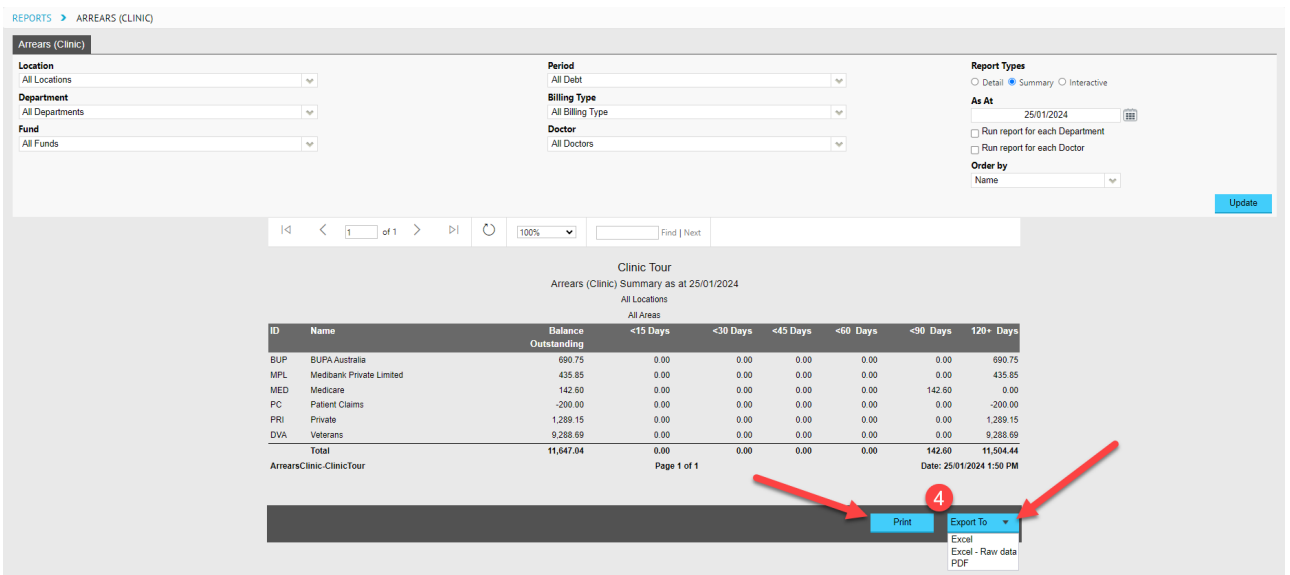 REPORTS > ARREARS (CLINIC)
Arrears (Clinic)
Location
All Locations
Department
All Departments
Fund
All Funds
Period
All Debt
Billing Type
All Billing Type
Doctor
All Doctors
Report Types
Detail Summary Interactive
As At
25/01/2024
Run report for each Department
Run report for each Doctor
Order by
Name
Update
1 of 1 100% Find | Next
Clinic Tour
Arrears (Clinic) Summary as at 25/01/2024
All Locations
All Areas
ID Name Balance Outstanding <15 Days <30 Days <45 Days <60 Days <90 Days 120+ Days
BUP BUPA Australia 690.75 0.00 0.00 0.00 0.00 0.00 690.75
MPL Medibank Private Limited 435.85 0.00 0.00 0.00 0.00 0.00 435.85
MED Medicare 142.60 0.00 0.00 0.00 0.00 142.60 0.00
PC Patient Claims -200.00 0.00 0.00 0.00 0.00 0.00 -200.00
PRI Private 1,289.15 0.00 0.00 0.00 0.00 0.00 1,289.15
DVA Veterans 9,288.69 0.00 0.00 0.00 0.00 0.00 9,288.69
Total 11,647.04 0.00 0.00 0.00 0.00 142.60 11,504.44
ArrearsClinic-ClinicTour Page 1 of 1 Date: 25/01/2024 1:50 PM
4
Print Export To
Excel
Excel - Raw data
PDF